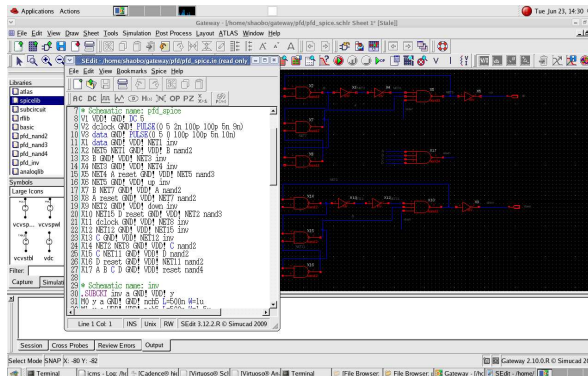 Applications Actions
Tue Jun 23, 14:30
Gateway - [/home/shaobo/gateway/pfd/pfd_spice.schlr Sheet 1* [Stale]]
File Edit View Draw Sheet Tools Simulation Post Process Layout ATLAS Window Help
SEdit - /home/shaobo/gateway/pfd/pfd_spice.in (read only)
File Edit View Bookmarks Spice Help
AC DC OP PZ
7 * Schematic name: pfd_spice
8 V1 VDD! GND! DC 5
9 V2 dclock GND! PULSE(0 5 2n 100p 100p 5n 9n)
10 V3 data GND! PULSE(0 5 0 100p 100p 5n 10n)
11 X1 data GND! VDD! NET1 inv
12 X2 NET5 NET1 GND! VDD! B nand2
13 X3 B GND! VDD! NET3 inv
14 X4 NET3 GND! VDD! NET4 inv
15 X5 NET4 A reset GND! VDD! NET5 nand3
16 X6 NET5 GND! VDD! up inv
17 X7 B NET7 GND! VDD! A nand2
18 X8 A reset GND! VDD! NET7 nand2
19 X9 NET2 GND! VDD! down inv
20 X10 NET15 D reset GND! VDD! NET2 nand3
21 X11 dclock GND! VDD! NET8 inv
22 X12 NET12 GND! VDD! NET15 inv
23 X13 C GND! VDD! NET12 inv
24 X14 NET2 NET8 GND! VDD! C nand2
25 X15 C NET11 GND! VDD! D nand2
26 X16 D reset GND! VDD! NET11 nand2
27 X17 A B C D GND! VDD! reset nand4
28
29 * Schematic name: inv
30 .SUBCKT inv a GND! VDD! y
31 M0 y a GND! GND! nch5 L=500n W=1u
Line 1 Col: 1 INS Unix RW SEdit 3.12.2.R © Simucad 2009
Libraries
atlas
spicelib
subcircuit
rflib
basic
pfd_nand2
pfd_nand3
pfd_nand4
pfd_inv
analoglib
Symbols
Large Icons
vcvsp... vcvspwl
vcvstbl vdc
Filter:
Capture Simulati
Session Cross Probes Review Errors Output
Select Mode SNAP X: -80 Y: -82
Gateway 2.10.0.R © Simucad 20
Terminal
Terminal
[File Browser:
File Browser:
Gateway - [/ho
SEdit - /home/